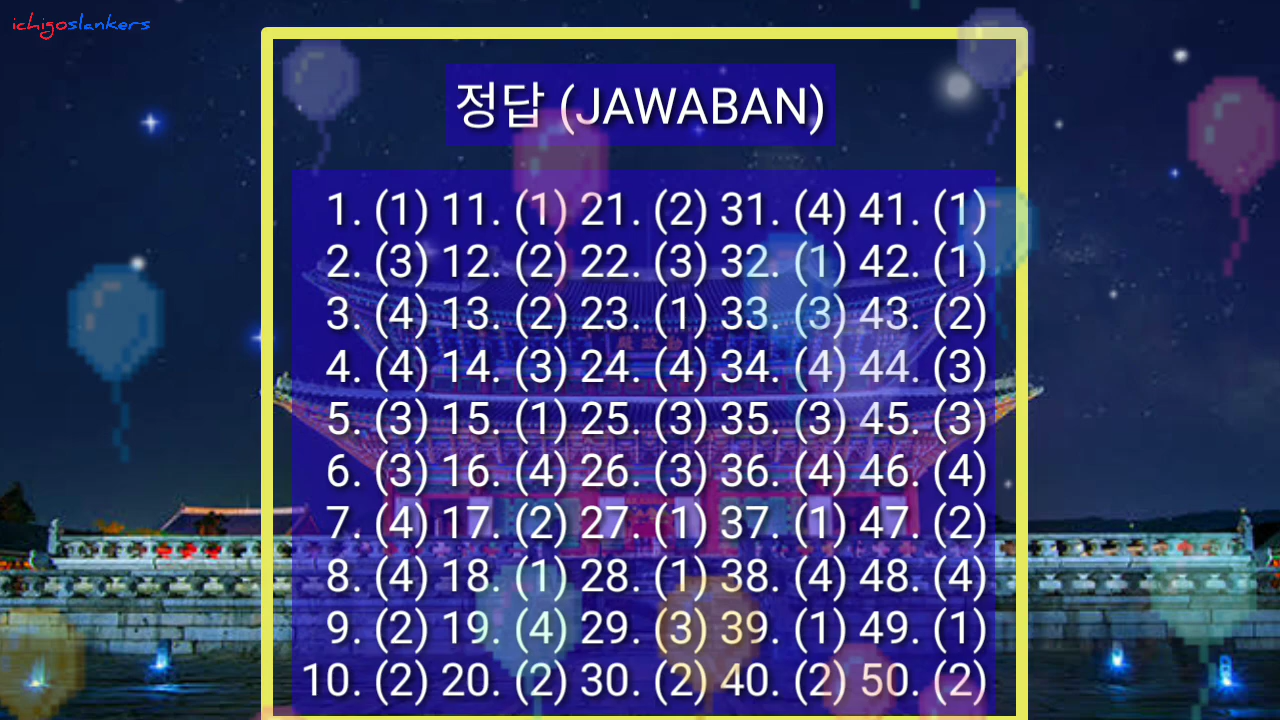 ichigoslankers
정답 (JAWABAN)
1. (1) 11. (1) 21. (2) 31. (4) 41. (1)
2. (3) 12. (2) 22. (3) 32. (1) 42. (1)
3. (4) 13. (2) 23. (1) 33. (3) 43. (2)
4. (4) 14. (3) 24. (4) 34. (4) 44. (3)
5. (3) 15. (1) 25. (3) 35. (3) 45. (3)
6. (3) 16. (4) 26. (3) 36. (4) 46. (4)
7. (4) 17. (2) 27. (1) 37. (1) 47. (2)
8. (4) 18. (1) 28. (1) 38. (4) 48. (4)
9. (2) 19. (4) 29. (3) 39. (1) 49. (1)
10. (2) 20. (2) 30. (2) 40. (2) 50. (2)